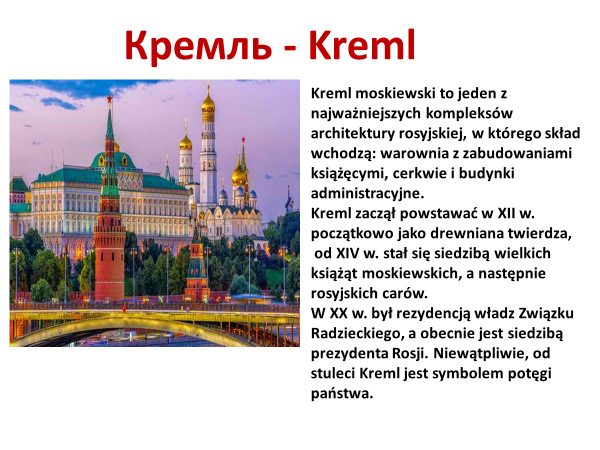 Кремль - Kreml
Kreml moskiewski to jeden z
najważniejszych kompleksów
architektury rosyjskiej, w którego skład
wchodzą: warownia z zabudowaniami
książęcymi, cerkwie i budynki
administracyjne.
Kreml zaczął powstawać w XII w.
początkowo jako drewniana twierdza,
od XIV w. stał się siedzibą wielkich
książąt moskiewskich, a następnie
rosyjskich carów.
W XX w. był rezydencją władz Związku
Radzieckiego, a obecnie jest siedzibą
prezydenta Rosji. Niewątpliwie, od
stuleci Kreml jest symbolem potęgi
państwa.